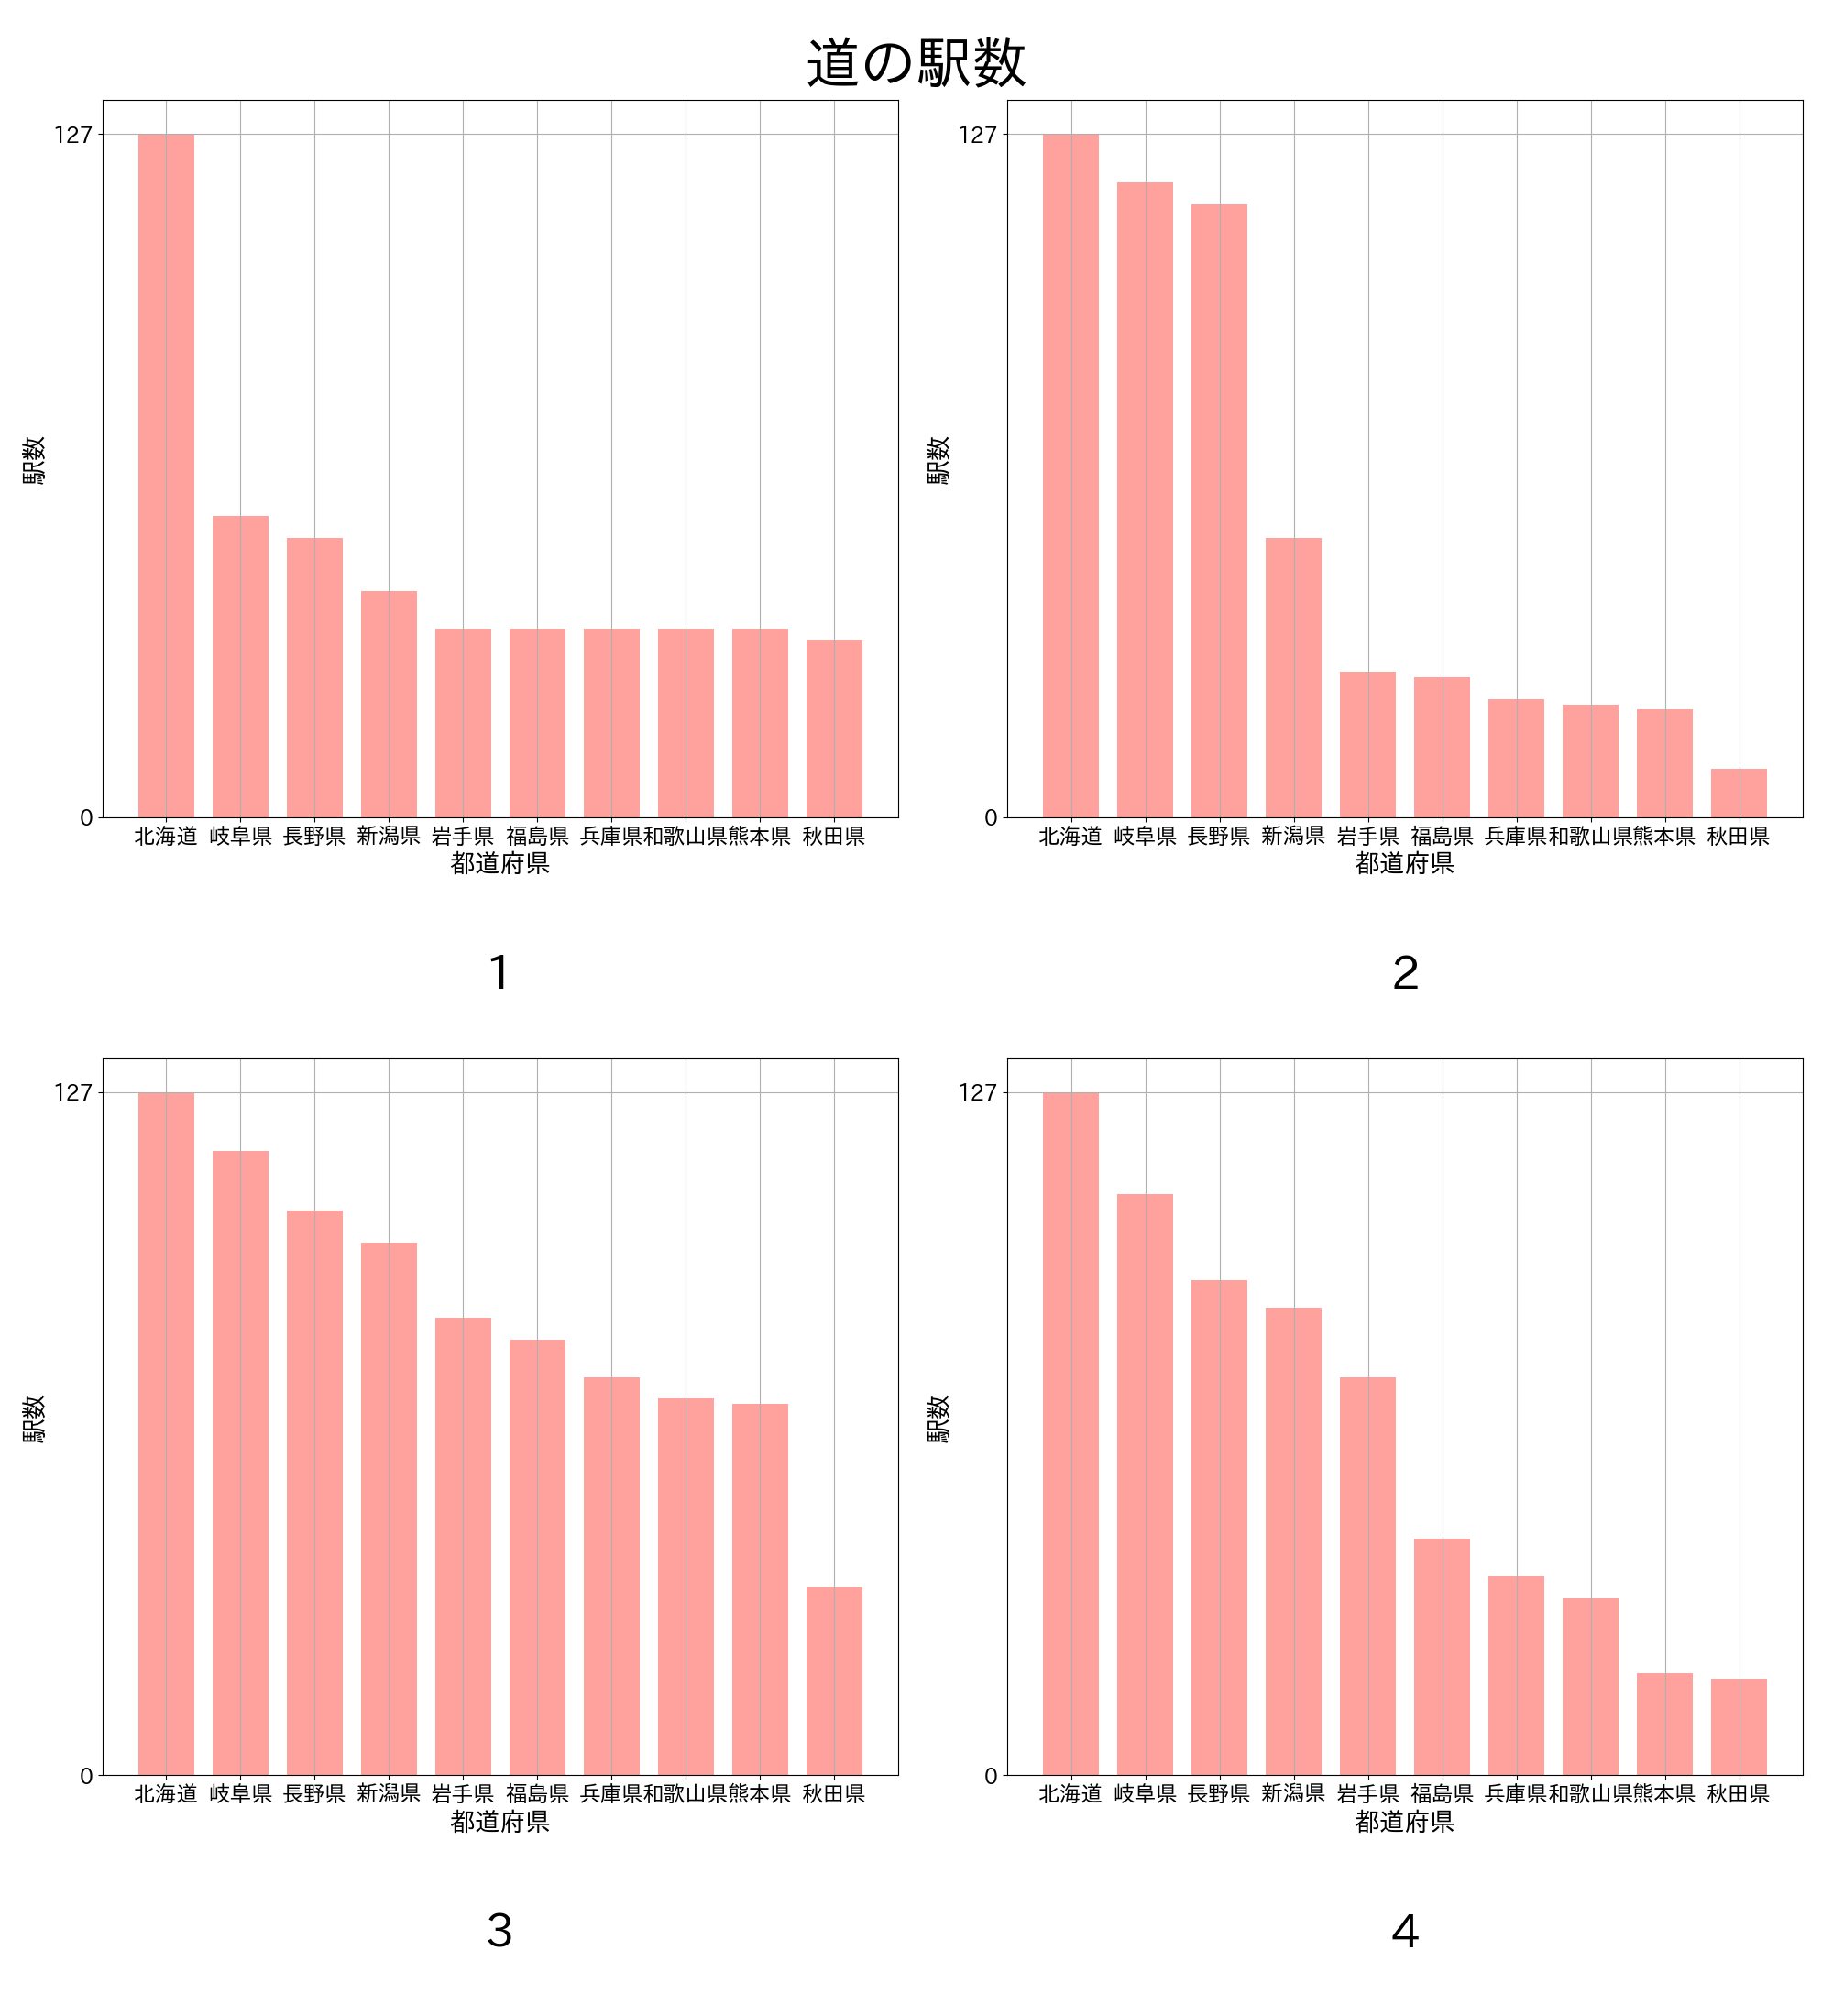 道の駅数
127
駅数
0
北海道 岐阜県 長野県 新潟県 岩手県 福島県 兵庫県 和歌山県 熊本県 秋田県
都道府県
1
127
駅数
0
北海道 岐阜県 長野県 新潟県 岩手県 福島県 兵庫県 和歌山県 熊本県 秋田県
都道府県
2
127
駅数
0
北海道 岐阜県 長野県 新潟県 岩手県 福島県 兵庫県 和歌山県 熊本県 秋田県
都道府県
3
127
駅数
0
北海道 岐阜県 長野県 新潟県 岩手県 福島県 兵庫県 和歌山県 熊本県 秋田県
都道府県
4